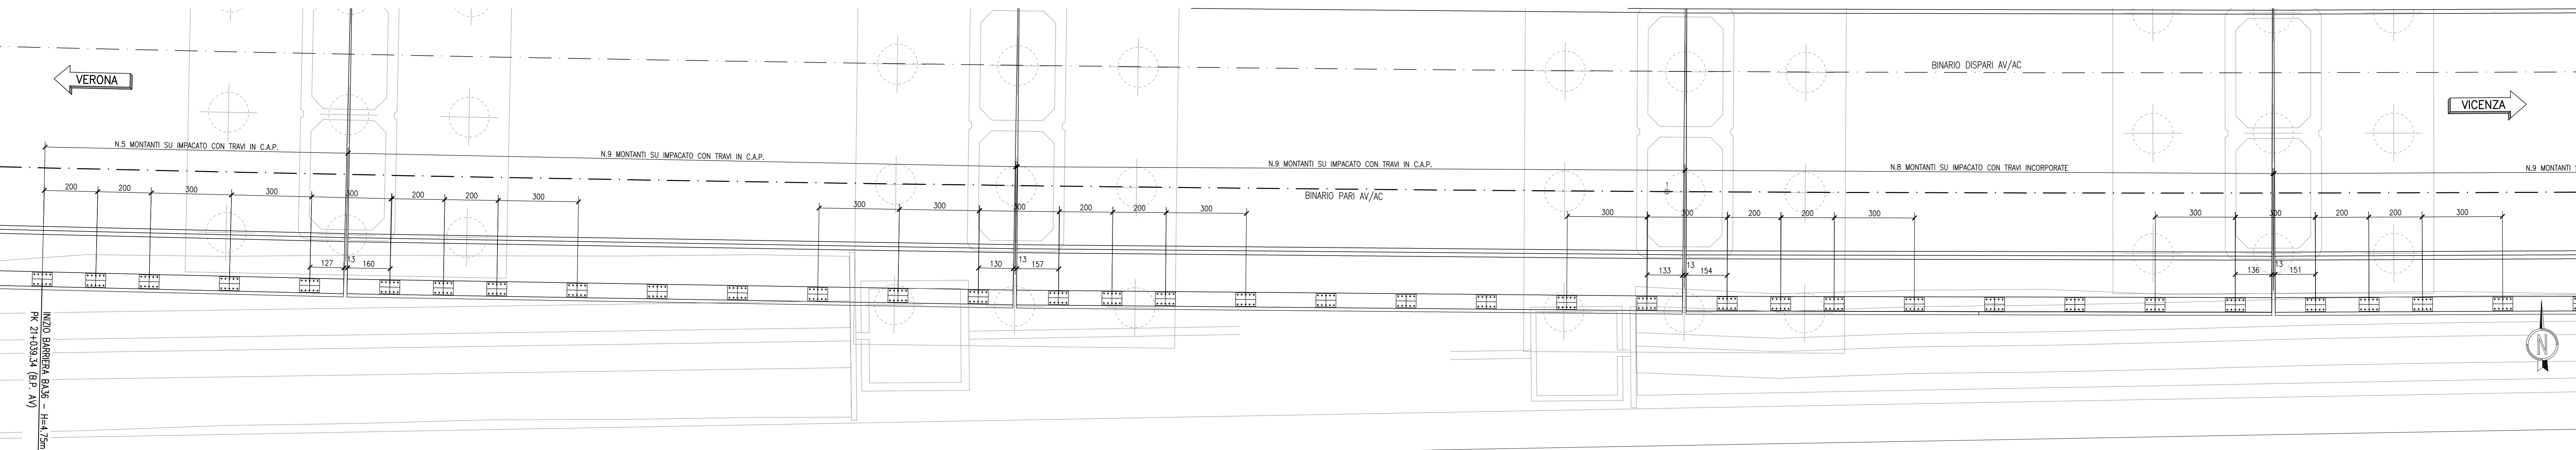 VERONA
BINARIO DISPARI AV/AC
VICENZA
N.5 MONTANTI SU IMPACATO CON TRAVI IN C.A.P.
N.9 MONTANTI SU IMPACATO CON TRAVI IN C.A.P.
N.9 MONTANTI SU IMPACATO CON TRAVI IN C.A.P.
N.8 MONTANTI SU IMPACATO CON TRAVI INCORPORATE
N.9 MONTANTI
BINARIO PARI AV/AC
200 200 300 300 300 200 200 300
300 300 300 200 200 300
300 300 200 200 300
300 300 200 200 300
127 13 160
130 13 157
133 13 154
136 13 151
INIZIO BARRIERA BA36 - H=4.75m
PK 21+039.34 (B.P. AV)
N